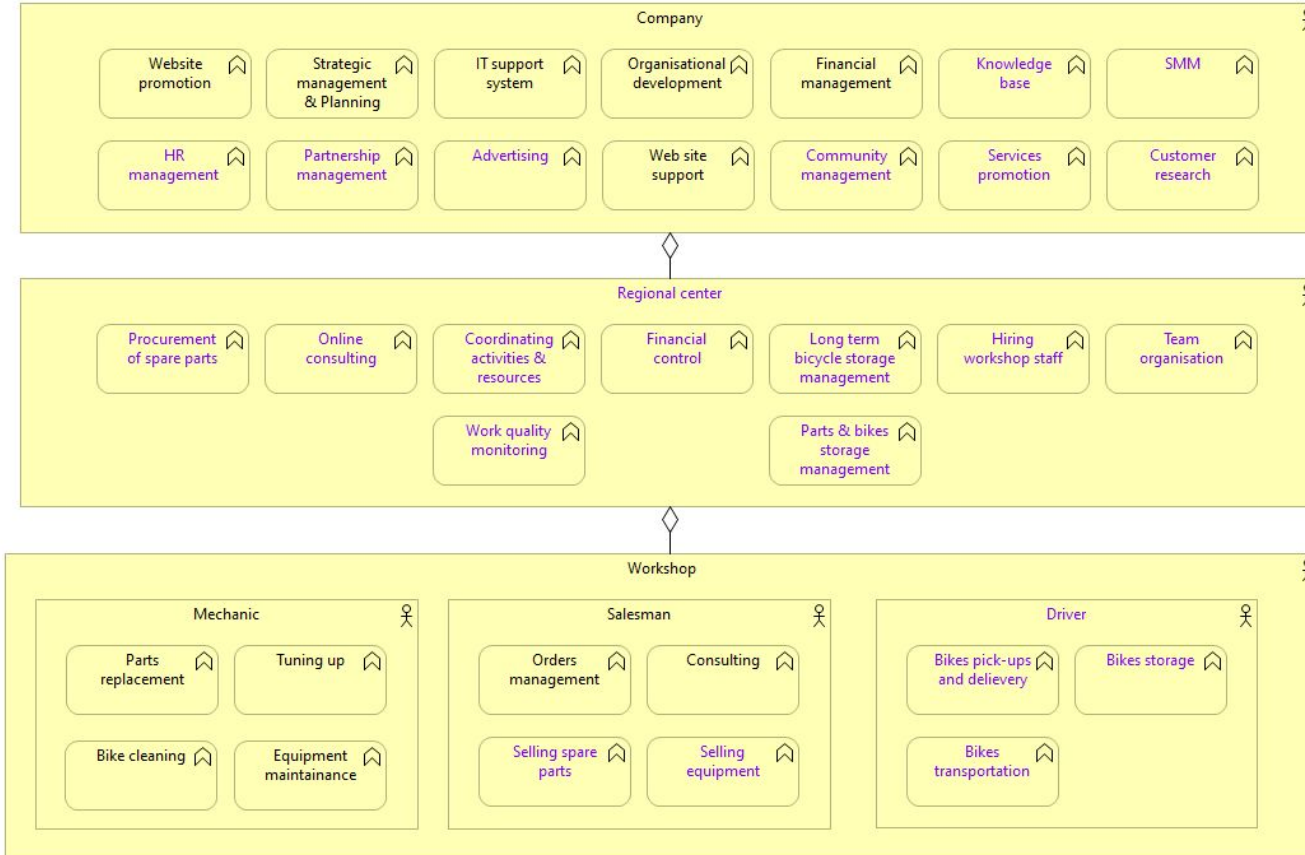 Company
Website
promotion
Strategic
management
& Planning
IT support
system
Organisational
development
Financial
management
Knowledge
base
SMM
HR
management
Partnership
management
Advertising
Web site
support
Community
management
Services
promotion
Customer
research
Regional center
Procurement
of spare parts
Online
consulting
Coordinating
activities &
resources
Financial
control
Long term
bicycle storage
management
Hiring
workshop staff
Team
organisation
Work quality
monitoring
Parts & bikes
storage
management
Workshop
Mechanic
Parts
replacement
Tuning up
Bike cleaning
Equipment
maintainance
Salesman
Orders
management
Consulting
Selling spare
parts
Selling
equipment
Driver
Bikes pick-ups
and delievery
Bikes storage
Bikes
transportation